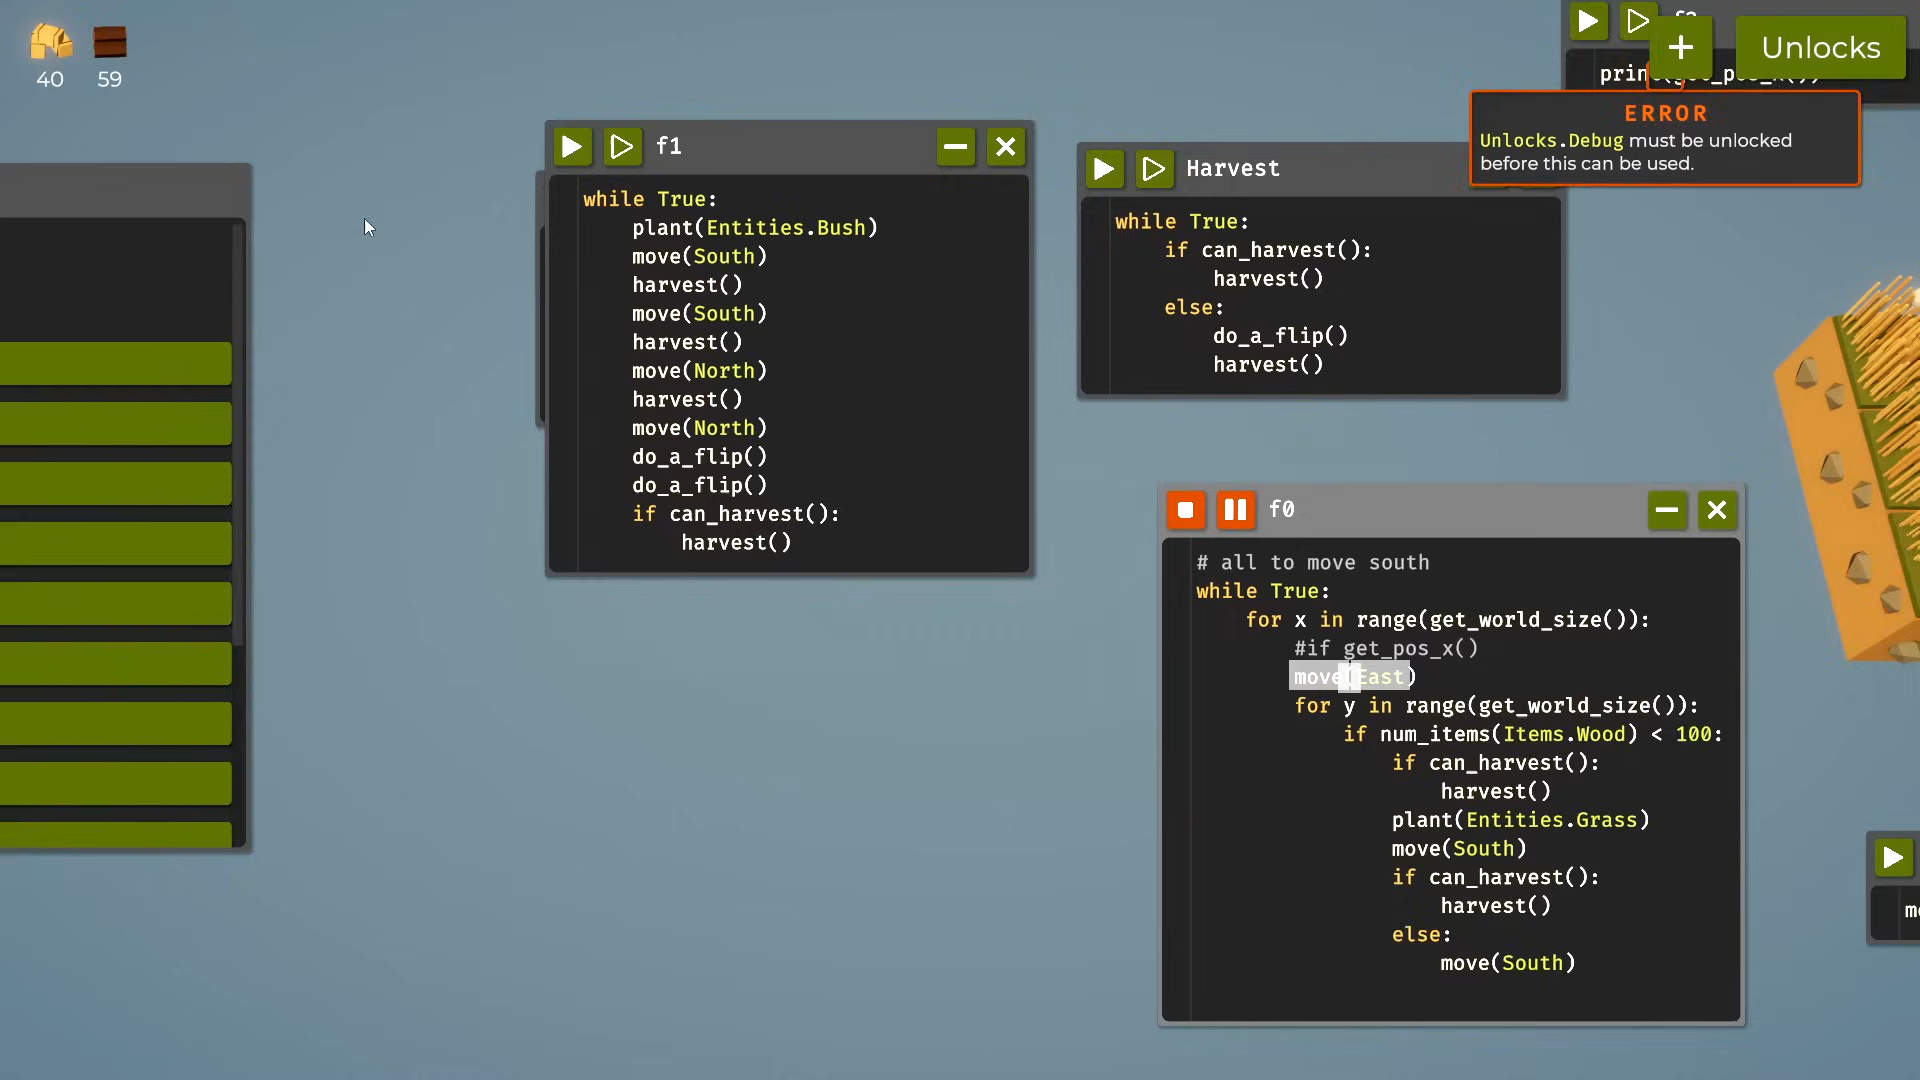 40
59
Unlocks
+
ERROR
Unlocks.Debug must be unlocked
before this can be used.
f1
while True:
    plant(Entities.Bush)
    move(South)
    harvest()
    move(South)
    harvest()
    move(North)
    harvest()
    move(North)
    do_a_flip()
    do_a_flip()
    if can_harvest():
        harvest()
Harvest
while True:
    if can_harvest():
        harvest()
    else:
        do_a_flip()
        harvest()
f0
# all to move south
while True:
    for x in range(get_world_size()):
        #if get_pos_x()
        move(East)
        for y in range(get_world_size()):
            if num_items(Items.Wood) < 100:
                if can_harvest():
                    harvest()
                plant(Entities.Grass)
                move(South)
                if can_harvest():
                    harvest()
                else:
                    move(South)